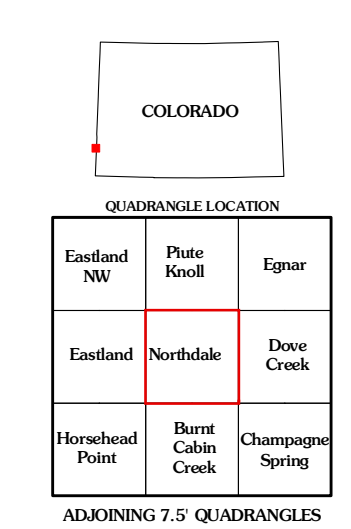 COLORADO
QUADRANGLE LOCATION
Eastland
NW
Piute
Knoll
Egnar
Eastland
Northdale
Dove
Creek
Horsehead
Point
Burnt
Cabin
Creek
Champagne
Spring
ADJOINING 7.5' QUADRANGLES